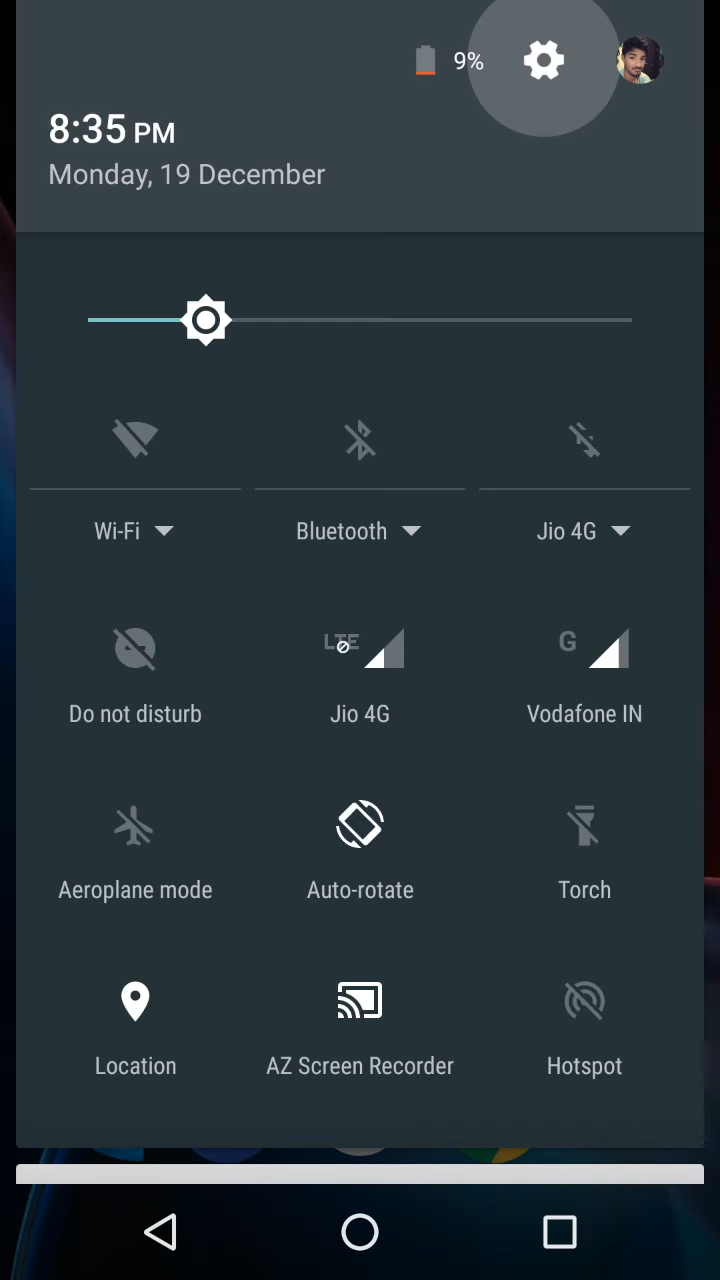 9%
8:35 PM
Monday, 19 December
Wi-Fi
Bluetooth
Jio 4G
LTE
G
Do not disturb
Jio 4G
Vodafone IN
Aeroplane mode
Auto-rotate
Torch
Location
AZ Screen Recorder
Hotspot